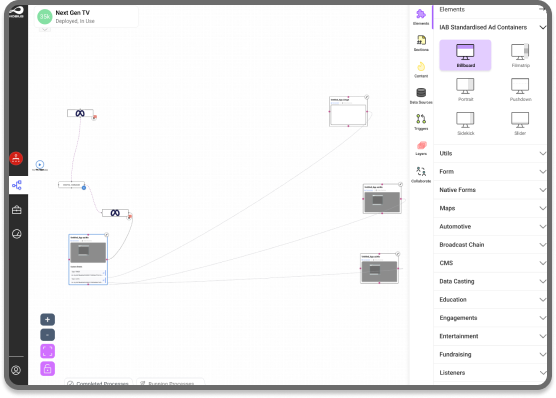 MOBILUS
ESk
Next Gen TV
Deployed, In Use
+
-
Completed Processes
Running Processes
Elements
Sections
Content
Data Sources
Triggers
Layers
Collaborate
Elements
IAB Standardised Ad Containers
Billboard
Filmstrip
Portrait
Pushdown
Sidekick
Slider
Utils
Form
Native Forms
Maps
Automotive
Broadcast Chain
CMS
Data Casting
Education
Engagements
Entertainment
Fundraising
Listeners